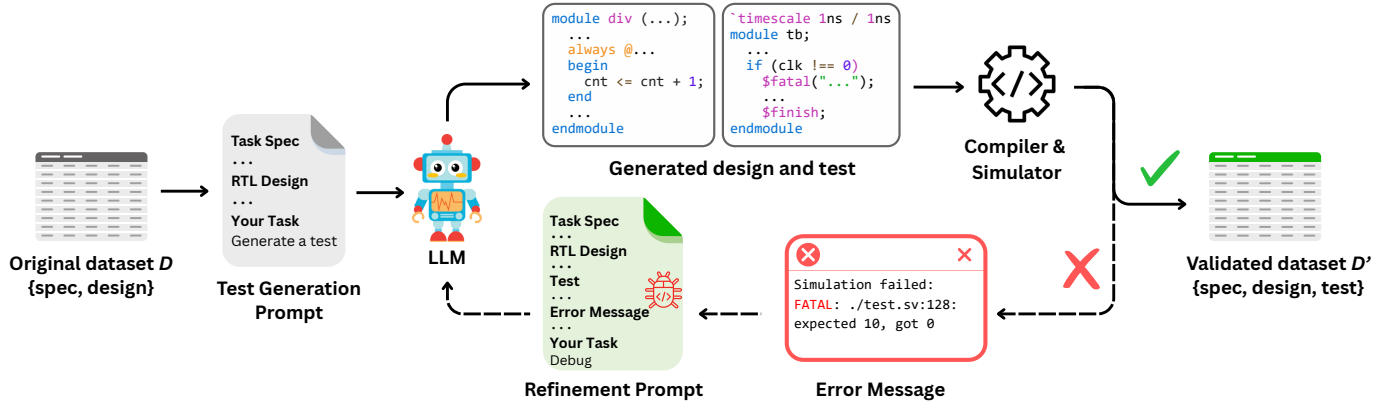 Original dataset D
{spec, design}
Task Spec
...
RTL Design
...
Your Task
Generate a test
Test Generation
Prompt
LLM
module div (...);
...
always @...
begin
cnt <= cnt + 1;
end
...
endmodule
`timescale 1ns / 1ns
module tb;
...
if (clk !== 0)
$fatal("...");
...
$finish;
endmodule
Generated design and test
</>
Compiler &
Simulator
Validated dataset D'
{spec, design, test}
Simulation failed:
FATAL: ./test.sv:128:
expected 10, got 0
Error Message
Task Spec
...
RTL Design
...
Test
...
Error Message
...
Your Task
Debug
Refinement Prompt